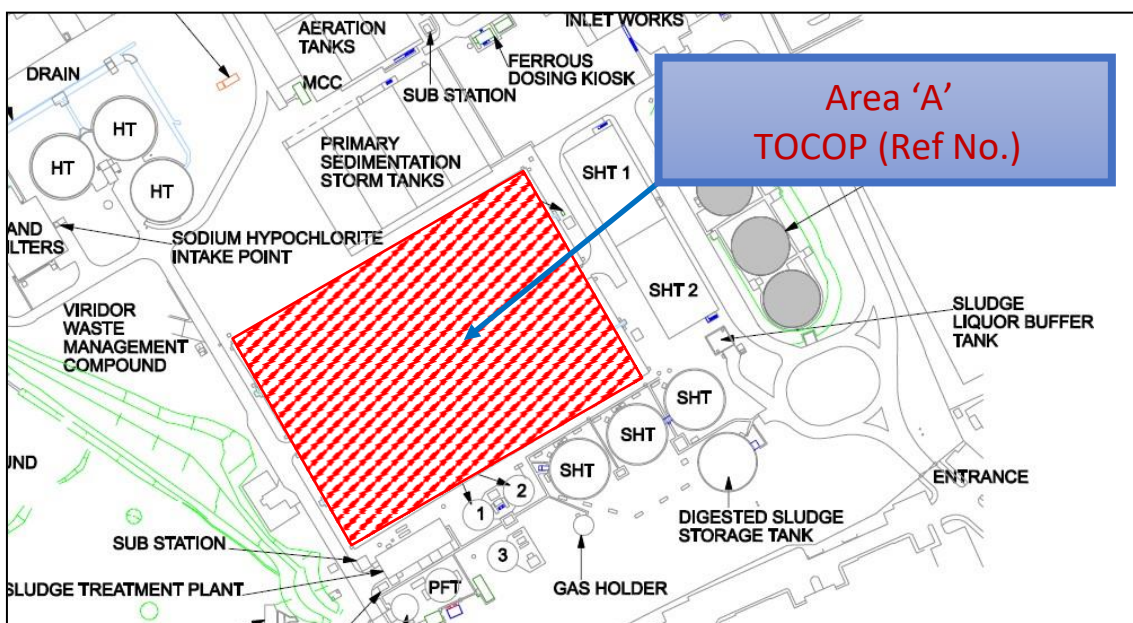 INLET WORKS
AERATION
TANKS
DRAIN
MCC
SUB STATION
FERROUS
DOSING KIOSK
Area ‘A’
TOCOP (Ref No.)
HT
HT
HT
PRIMARY
SEDIMENTATION
STORM TANKS
SHT 1
AND
ILTERS
SODIUM HYPOCHLORITE
INTAKE POINT
SHT 2
VIRIDOR
WASTE
MANAGEMENT
COMPOUND
SLUDGE
LIQUOR BUFFER
TANK
SHT
SHT
SHT
UND
ENTRANCE
2
1
3
DIGESTED SLUDGE
STORAGE TANK
SUB STATION
SLUDGE TREATMENT PLANT
PFT
GAS HOLDER